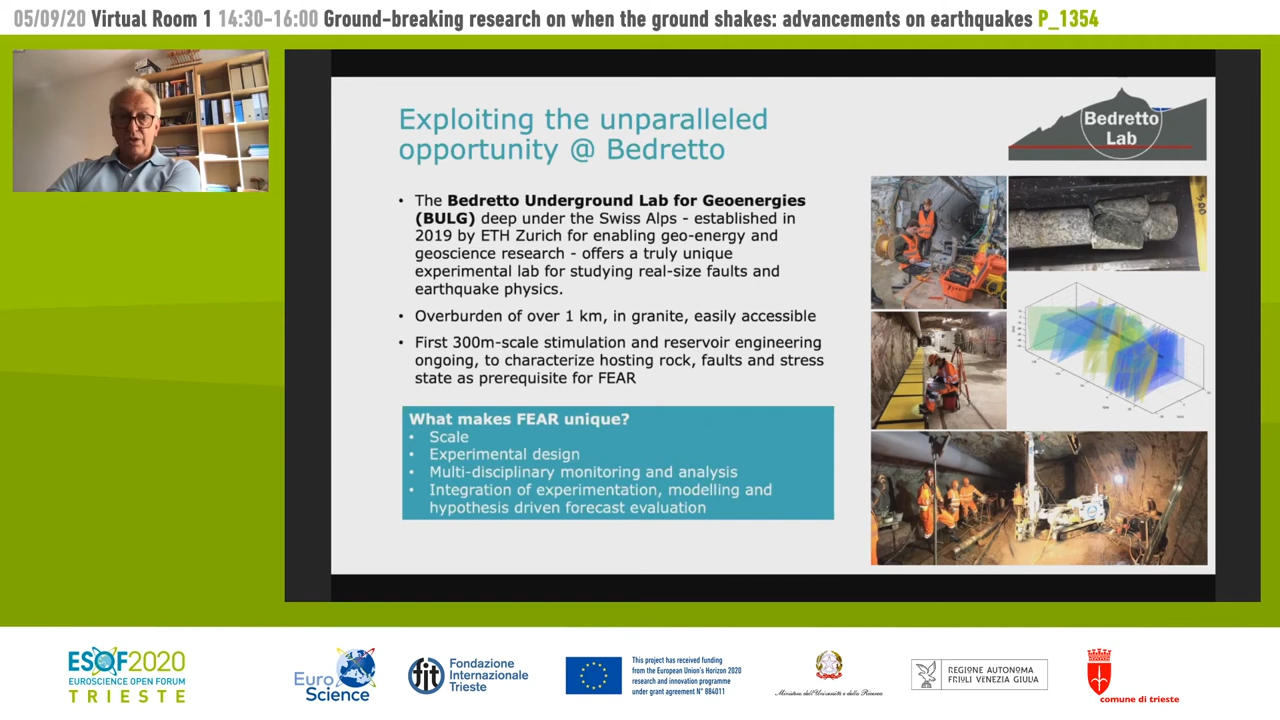 05/09/20 Virtual Room 1 14:30-16:00 Ground-breaking research on when the ground shakes: advancements on earthquakes P_1354
Exploiting the unparalleled
opportunity @ Bedretto
Bedretto
Lab
• The Bedretto Underground Lab for Geoenergies
(BULG) deep under the Swiss Alps - established in
2019 by ETH Zurich for enabling geo-energy and
geoscience research - offers a truly unique
experimental lab for studying real-size faults and
earthquake physics.
• Overburden of over 1 km, in granite, easily accessible
• First 300m-scale stimulation and reservoir engineering
ongoing, to characterize hosting rock, faults and stress
state as prerequisite for FEAR
What makes FEAR unique?
• Scale
• Experimental design
• Multi-disciplinary monitoring and analysis
• Integration of experimentation, modelling and
hypothesis driven forecast evaluation
ESOF2020
EUROSCIENCE OPEN FORUM
TRIESTE
Euro
Science
fit
Fondazione
Internazionale
Trieste
This project has received funding
from the European Union's Horizon 2020
research and innovation programme
under grant agreement N° 884011
Ministero dell'Università e della Ricerca
REGIONE AUTONOMA
FRIULI VENEZIA GIULIA
comune di trieste